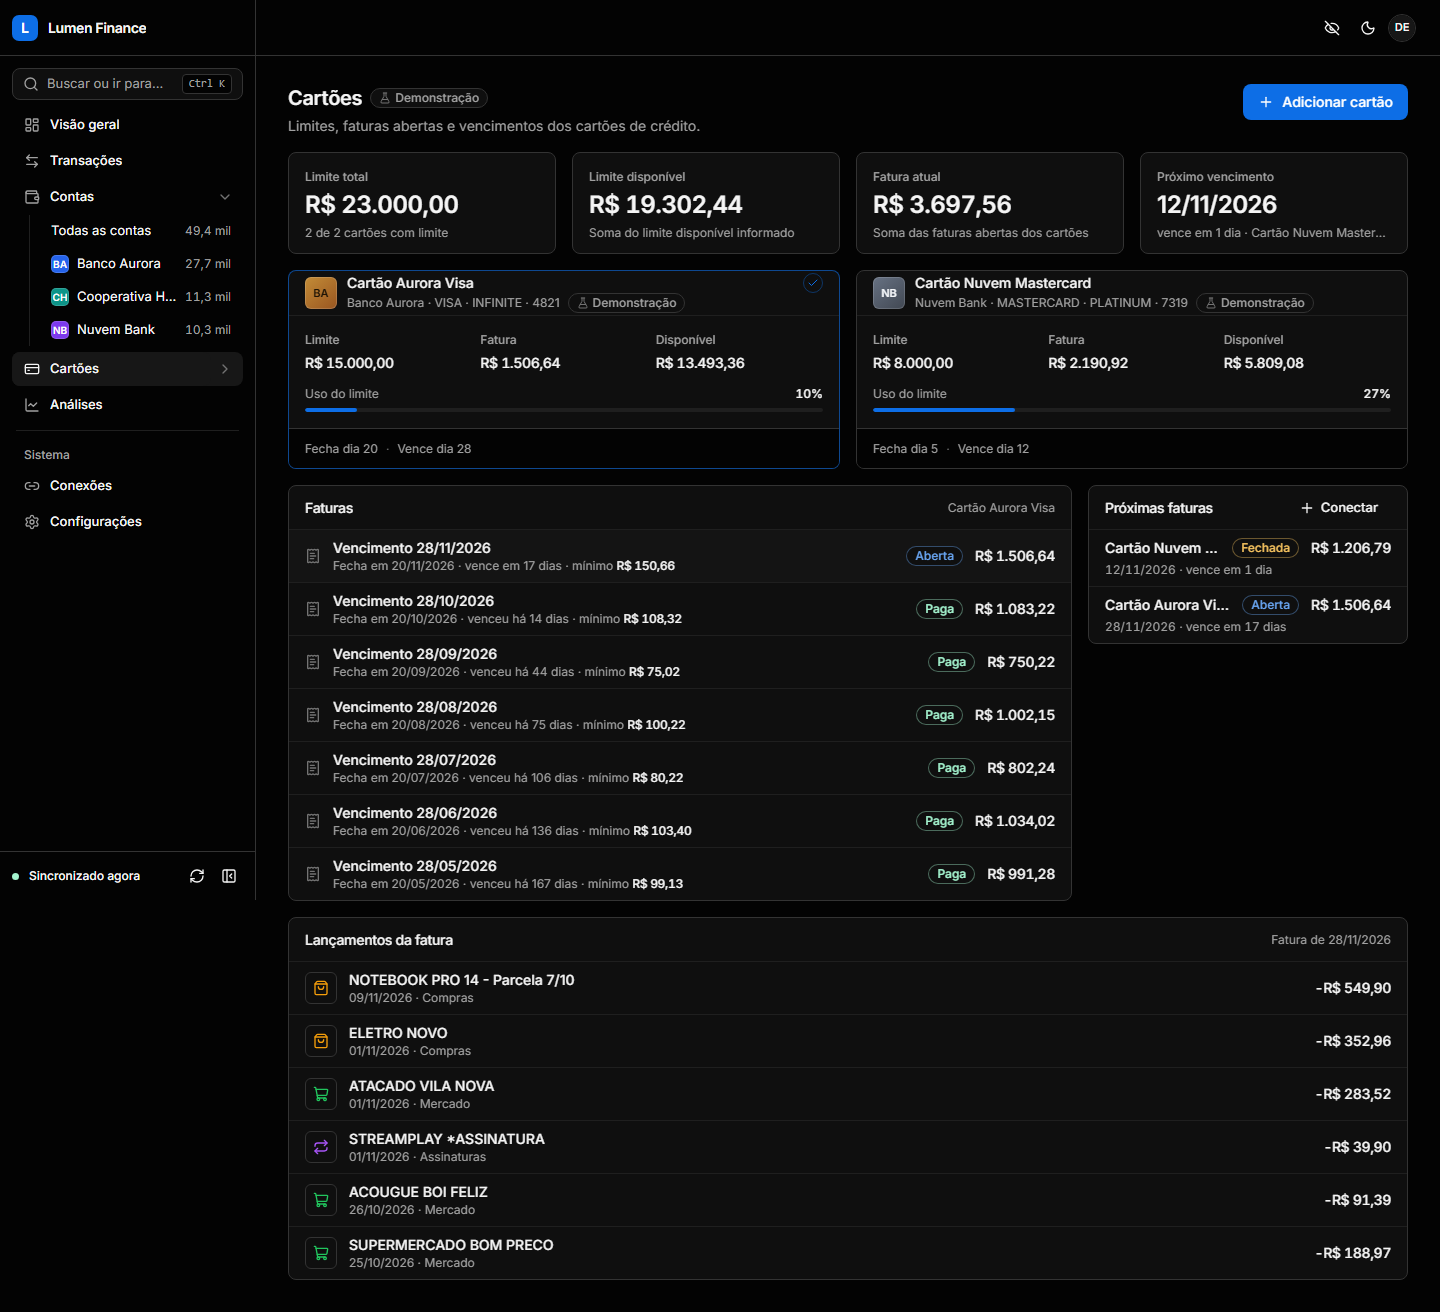 L Lumen Finance
DE
Buscar ou ir para... Ctrl K
Visão geral
Transações
Contas
Todas as contas 49,4 mil
BA Banco Aurora 27,7 mil
CH Cooperativa H... 11,3 mil
NB Nuvem Bank 10,3 mil
Cartões
Análises
Sistema
Conexões
Configurações
Sincronizado agora
Cartões Demonstração
Limites, faturas abertas e vencimentos dos cartões de crédito.
Adicionar cartão
Limite total
R$ 23.000,00
2 de 2 cartões com limite
Limite disponível
R$ 19.302,44
Soma do limite disponível informado
Fatura atual
R$ 3.697,56
Soma das faturas abertas dos cartões
Próximo vencimento
12/11/2026
vence em 1 dia · Cartão Nuvem Master...
BA Cartão Aurora Visa
Banco Aurora · VISA · INFINITE · 4821 Demonstração
Limite Fatura Disponível
R$ 15.000,00 R$ 1.506,64 R$ 13.493,36
Uso do limite 10%
Fecha dia 20 · Vence dia 28
NB Cartão Nuvem Mastercard
Nuvem Bank · MASTERCARD · PLATINUM · 7319 Demonstração
Limite Fatura Disponível
R$ 8.000,00 R$ 2.190,92 R$ 5.809,08
Uso do limite 27%
Fecha dia 5 · Vence dia 12
Faturas Cartão Aurora Visa
Vencimento 28/11/2026
Fecha em 20/11/2026 · vence em 17 dias · mínimo R$ 150,66
Aberta R$ 1.506,64
Vencimento 28/10/2026
Fecha em 20/10/2026 · venceu há 14 dias · mínimo R$ 108,32
Paga R$ 1.083,22
Vencimento 28/09/2026
Fecha em 20/09/2026 · venceu há 44 dias · mínimo R$ 75,02
Paga R$ 750,22
Vencimento 28/08/2026
Fecha em 20/08/2026 · venceu há 75 dias · mínimo R$ 100,22
Paga R$ 1.002,15
Vencimento 28/07/2026
Fecha em 20/07/2026 · venceu há 106 dias · mínimo R$ 80,22
Paga R$ 802,24
Vencimento 28/06/2026
Fecha em 20/06/2026 · venceu há 136 dias · mínimo R$ 103,40
Paga R$ 1.034,02
Vencimento 28/05/2026
Fecha em 20/05/2026 · venceu há 167 dias · mínimo R$ 99,13
Paga R$ 991,28
Próximas faturas Conectar
Cartão Nuvem ... Fechada R$ 1.206,79
12/11/2026 · vence em 1 dia
Cartão Aurora Vi... Aberta R$ 1.506,64
28/11/2026 · vence em 17 dias
Lançamentos da fatura Fatura de 28/11/2026
NOTEBOOK PRO 14 - Parcela 7/10
09/11/2026 · Compras
-R$ 549,90
ELETRO NOVO
01/11/2026 · Compras
-R$ 352,96
ATACADO VILA NOVA
01/11/2026 · Mercado
-R$ 283,52
STREAMPLAY *ASSINATURA
01/11/2026 · Assinaturas
-R$ 39,90
ACOUGUE BOI FELIZ
26/10/2026 · Mercado
-R$ 91,39
SUPERMERCADO BOM PRECO
25/10/2026 · Mercado
-R$ 188,97